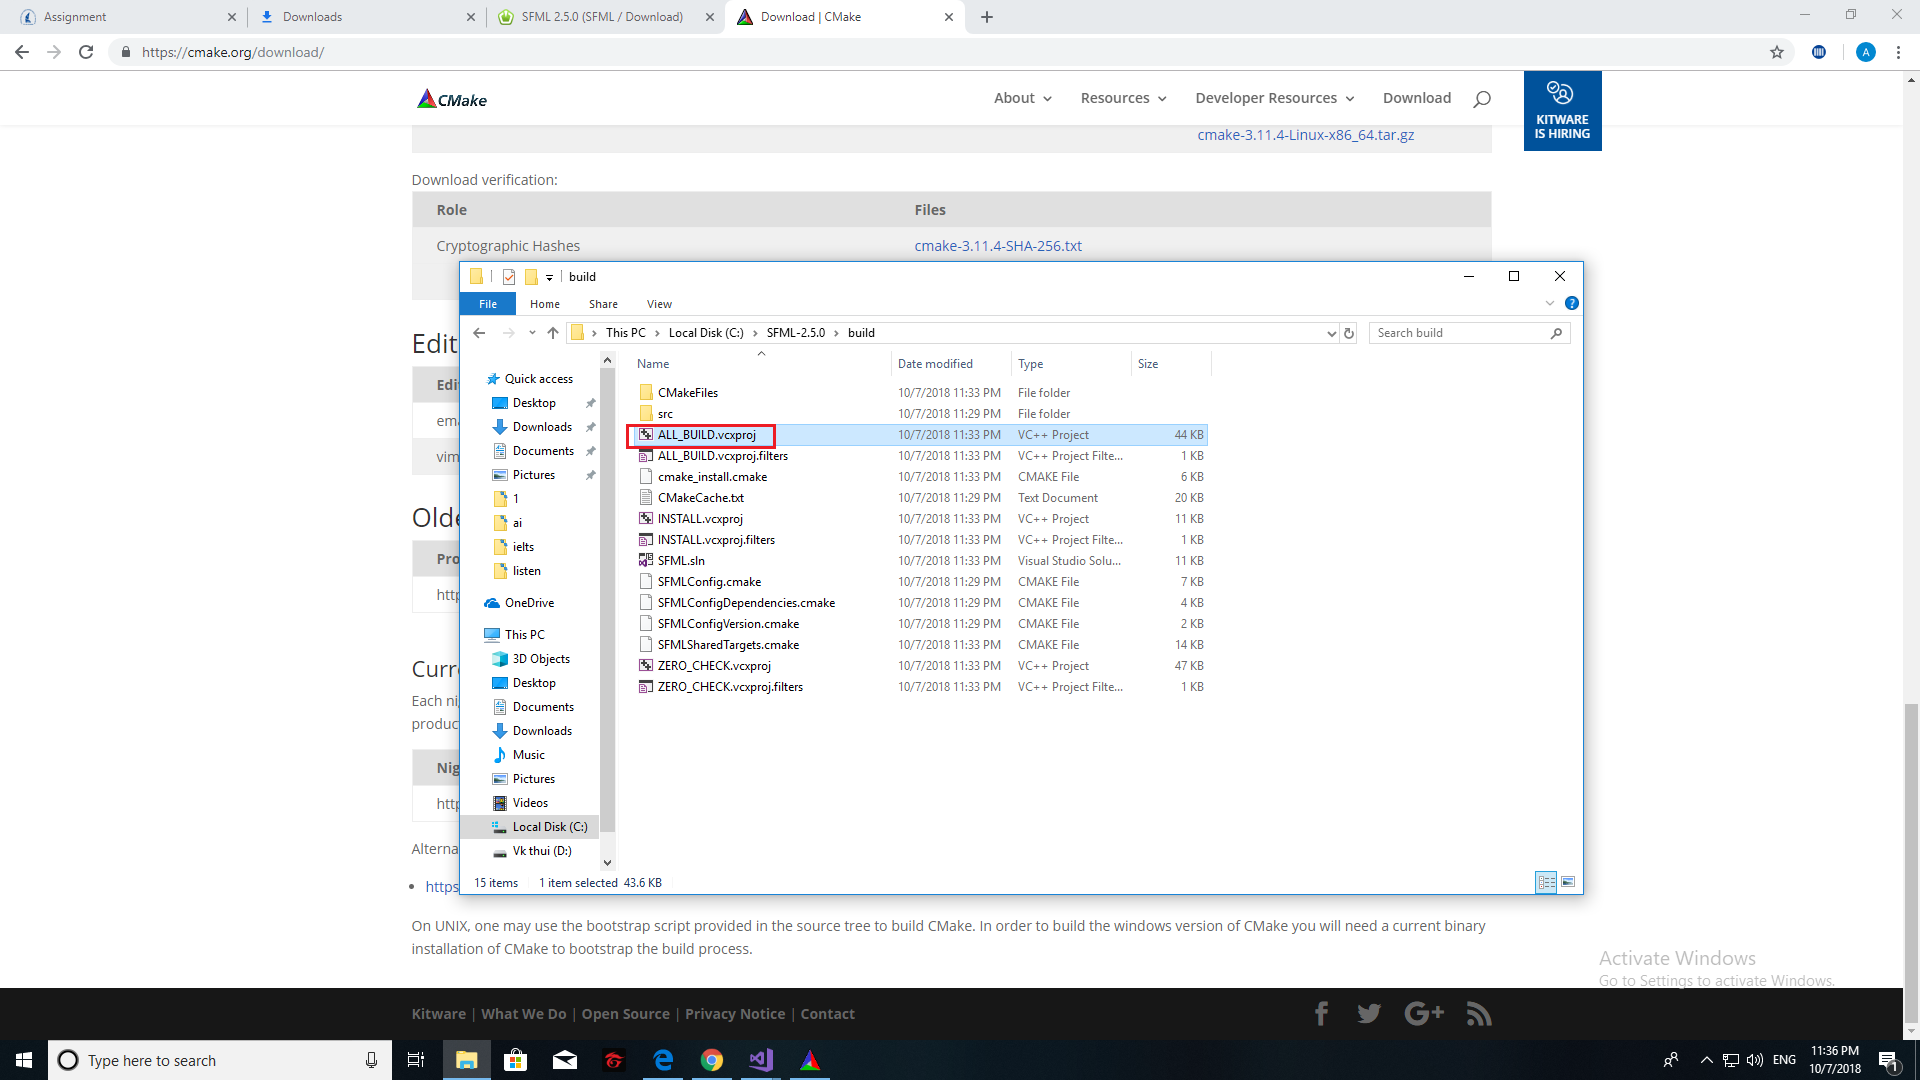 Assignment
Downloads
SFML 2.5.0 (SFML / Download)
Download | CMake
https://cmake.org/download/
A
CMake
About
Resources
Developer Resources
Download
KITWARE
IS HIRING
cmake-3.11.4-Linux-x86_64.tar.gz
Download verification:
Role Files
Cryptographic Hashes cmake-3.11.4-SHA-256.txt
build
File Home Share View
This PC > Local Disk (C:) > SFML-2.5.0 > build
Search build
Name Date modified Type Size
Quick access
Desktop
Downloads
Documents
Pictures
1
ai
ielts
listen
OneDrive
This PC
3D Objects
Desktop
Documents
Downloads
Music
Pictures
Videos
Local Disk (C:)
Vk thui (D:)
CMakeFiles 10/7/2018 11:33 PM File folder
src 10/7/2018 11:29 PM File folder
ALL_BUILD.vcxproj 10/7/2018 11:33 PM VC++ Project 44 KB
ALL_BUILD.vcxproj.filters 10/7/2018 11:33 PM VC++ Project Filte... 1 KB
cmake_install.cmake 10/7/2018 11:33 PM CMAKE File 6 KB
CMakeCache.txt 10/7/2018 11:29 PM Text Document 20 KB
INSTALL.vcxproj 10/7/2018 11:33 PM VC++ Project 11 KB
INSTALL.vcxproj.filters 10/7/2018 11:33 PM VC++ Project Filte... 1 KB
SFML.sln 10/7/2018 11:33 PM Visual Studio Solu... 11 KB
SFMLConfig.cmake 10/7/2018 11:29 PM CMAKE File 7 KB
SFMLConfigDependencies.cmake 10/7/2018 11:29 PM CMAKE File 4 KB
SFMLConfigVersion.cmake 10/7/2018 11:29 PM CMAKE File 2 KB
SFMLSharedTargets.cmake 10/7/2018 11:33 PM CMAKE File 14 KB
ZERO_CHECK.vcxproj 10/7/2018 11:33 PM VC++ Project 47 KB
ZERO_CHECK.vcxproj.filters 10/7/2018 11:33 PM VC++ Project Filte... 1 KB
15 items 1 item selected 43.6 KB
Each
On UNIX, one may use the bootstrap script provided in the source tree to build CMake. In order to build the windows version of CMake you will need a current binary
installation of CMake to bootstrap the build process.
Activate Windows
Go to Settings to activate Windows.
Kitware | What We Do | Open Source | Privacy Notice | Contact
Type here to search
ENG
11:36 PM
10/7/2018
1